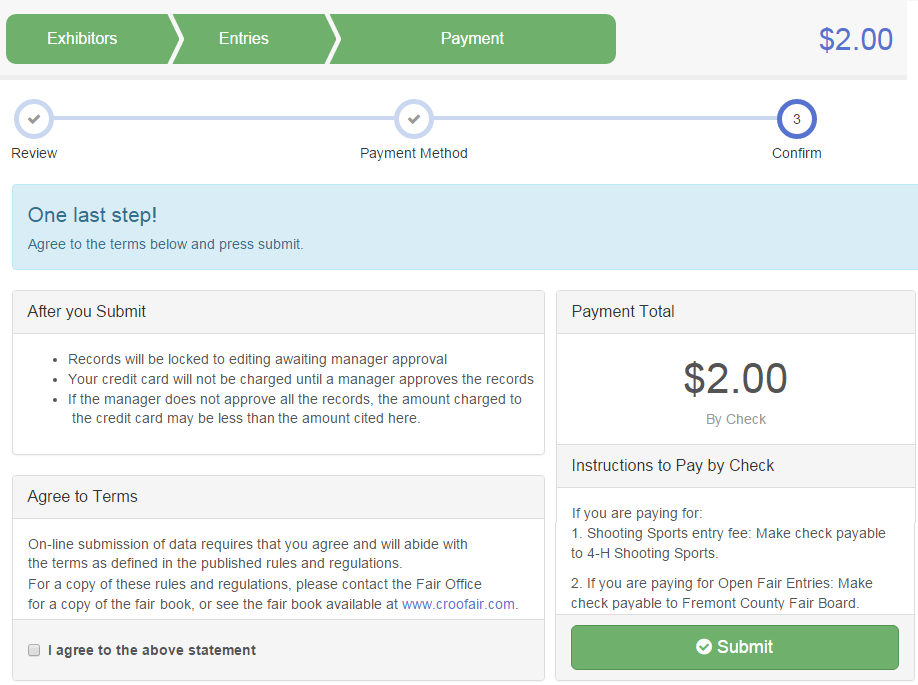 Exhibitors
Entries
Payment
$2.00
3
Review
Payment Method
Confirm
One last step!
Agree to the terms below and press submit.
After you Submit
• Records will be locked to editing awaiting manager approval
• Your credit card will not be charged until a manager approves the records
• If the manager does not approve all the records, the amount charged to
the credit card may be less than the amount cited here.
Agree to Terms
On-line submission of data requires that you agree and will abide with
the terms as defined in the published rules and regulations.
For a copy of these rules and regulations, please contact the Fair Office
for a copy of the fair book, or see the fair book available at www.croofair.com.
I agree to the above statement
Payment Total
$2.00
By Check
Instructions to Pay by Check
If you are paying for:
1. Shooting Sports entry fee: Make check payable
to 4-H Shooting Sports.
2. If you are paying for Open Fair Entries: Make
check payable to Fremont County Fair Board.
Submit